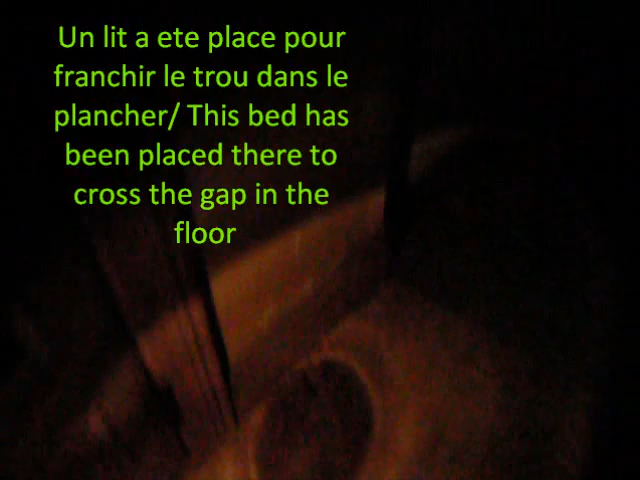 Un lit a ete place pour
franchir le trou dans le
plancher/ This bed has
been placed there to
cross the gap in the
floor